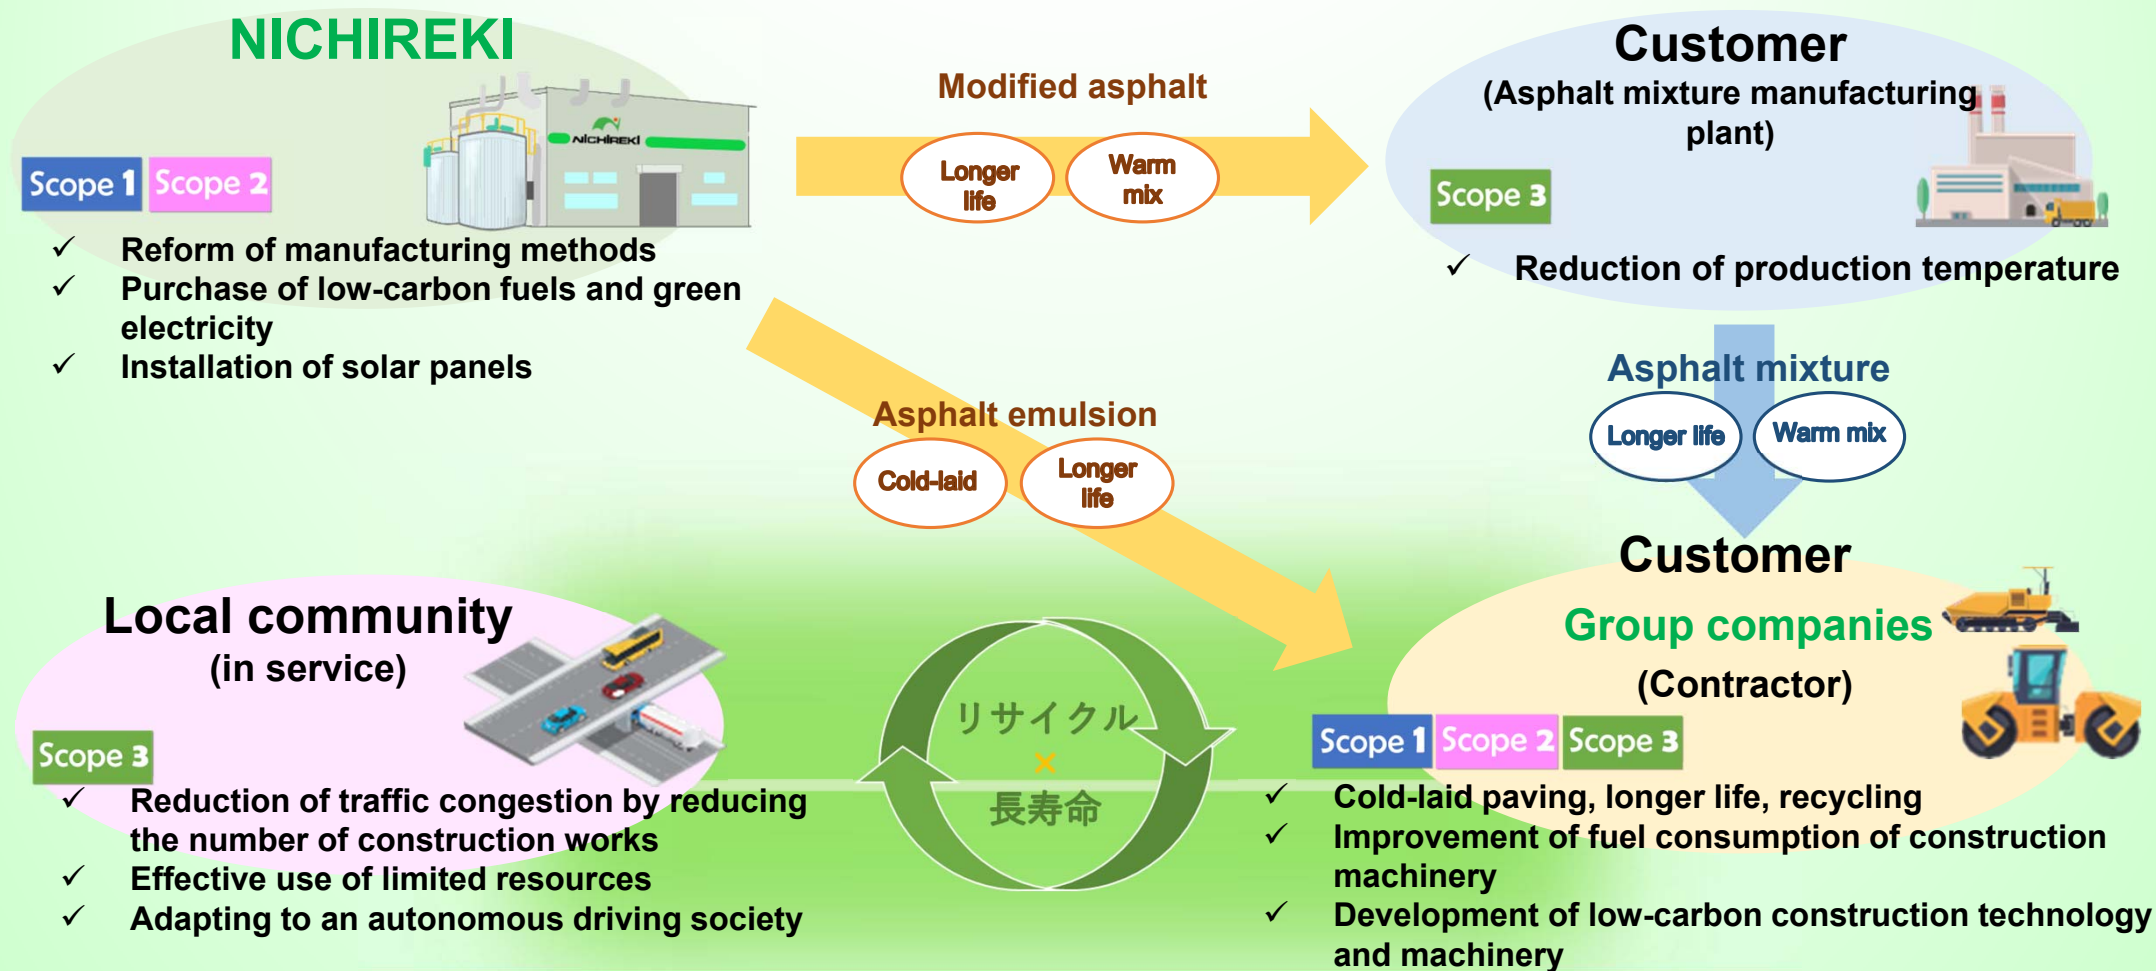 NICHIREKI
NICHIREKI
Scope 1 Scope 2
✓ Reform of manufacturing methods
✓ Purchase of low-carbon fuels and green
electricity
✓ Installation of solar panels
Modified asphalt
Longer
life
Warm
mix
Customer
(Asphalt mixture manufacturing
plant)
Scope 3
✓ Reduction of production temperature
Asphalt mixture
Longer life
Warm mix
Asphalt emulsion
Cold-laid
Longer
life
Customer
Group companies
(Contractor)
Scope 1 Scope 2 Scope 3
✓ Cold-laid paving, longer life, recycling
✓ Improvement of fuel consumption of construction
machinery
✓ Development of low-carbon construction technology
and machinery
リサイクル
×
長寿命
Local community
(in service)
Scope 3
✓ Reduction of traffic congestion by reducing
the number of construction works
✓ Effective use of limited resources
✓ Adapting to an autonomous driving society